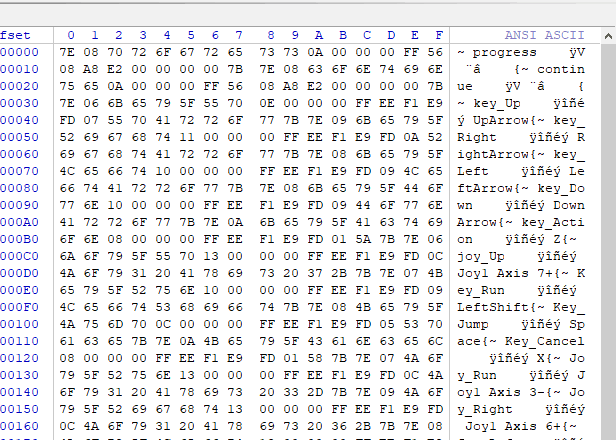 fset 0 1 2 3 4 5 6 7 8 9 A B C D E F ANSI ASCII
00000 7E 08 70 72 6F 67 72 65 73 73 0A 00 00 00 FF 56 ~ progress ÿV
00010 08 A8 E2 00 00 00 00 7B 7E 08 63 6F 6E 74 69 6E ¨â {~ contin
00020 75 65 0A 00 00 00 FF 56 08 A8 E2 00 00 00 00 7B ue ÿV ¨â {
00030 7E 06 6B 65 79 5F 55 70 0E 00 00 00 FF EE F1 E9 ~ key_Up ÿîñé
00040 FD 07 55 70 41 72 72 6F 77 7B 7E 09 6B 65 79 5F ý UpArrow{~ key_
00050 52 69 67 68 74 11 00 00 00 FF EE F1 E9 FD 0A 52 Right ÿîñéý R
00060 69 67 68 74 41 72 72 6F 77 7B 7E 08 6B 65 79 5F ightArrow{~ key_
00070 4C 65 66 74 10 00 00 00 FF EE F1 E9 FD 09 4C 65 Left ÿîñéý Le
00080 66 74 41 72 72 6F 77 7B 7E 08 6B 65 79 5F 44 6F ftArrow{~ key_Do
00090 77 6E 10 00 00 00 FF EE F1 E9 FD 09 44 6F 77 6E wn ÿîñéý Down
000A0 41 72 72 6F 77 7B 7E 0A 6B 65 79 5F 41 63 74 69 Arrow{~ key_Acti
000B0 6F 6E 08 00 00 00 FF EE F1 E9 FD 01 5A 7B 7E 06 on ÿîñéý Z{~
000C0 6A 6F 79 5F 55 70 13 00 00 00 FF EE F1 E9 FD 0C joy_Up ÿîñéý
000D0 4A 6F 79 31 20 41 78 69 73 20 37 2B 7B 7E 07 4B Joy1 Axis 7+{~ K
000E0 65 79 5F 52 75 6E 10 00 00 00 FF EE F1 E9 FD 09 ey_Run ÿîñéý
000F0 4C 65 66 74 53 68 69 66 74 7B 7E 08 4B 65 79 5F LeftShift{~ Key_
00100 4A 75 6D 70 0C 00 00 00 FF EE F1 E9 FD 05 53 70 Jump ÿîñéý Sp
00110 61 63 65 7B 7E 0A 4B 65 79 5F 43 61 6E 63 65 6C ace{~ Key_Cancel
00120 08 00 00 00 FF EE F1 E9 FD 01 58 7B 7E 07 4A 6F ÿîñéý X{~ Jo
00130 79 5F 52 75 6E 13 00 00 00 FF EE F1 E9 FD 0C 4A y_Run ÿîñéý J
00140 6F 79 31 20 41 78 69 73 20 33 2D 7B 7E 09 4A 6F oy1 Axis 3-{~ Jo
00150 79 5F 52 69 67 68 74 13 00 00 00 FF EE F1 E9 FD y_Right ÿîñéý
00160 0C 4A 6F 79 31 20 41 78 69 73 20 36 2B 7B 7E 08 Joy1 Axis 6+{~